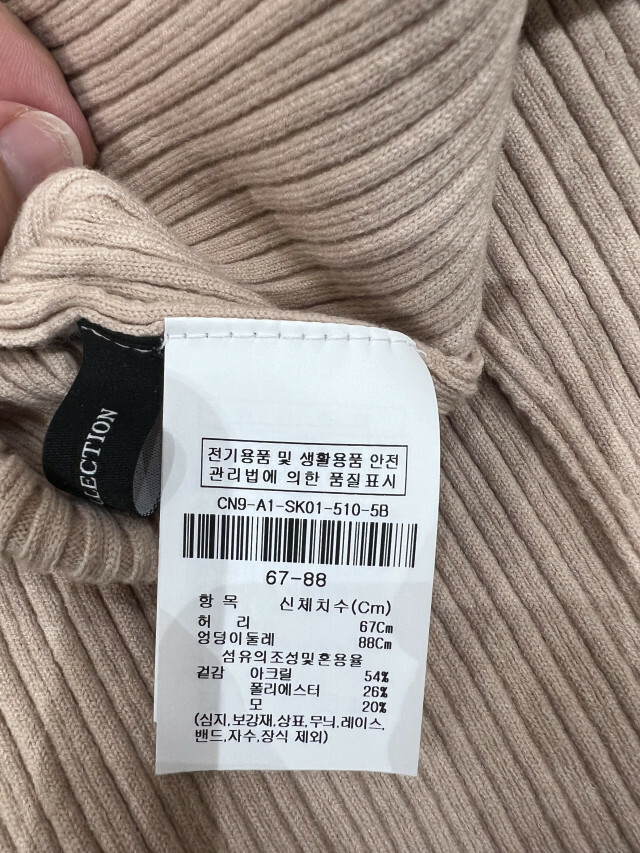 LECTION
전기용품 및 생활용품 안전
관리법에 의한 품질표시
CN9-A1-SK01-510-5B
67-88
항 목 신체치수(Cm)
허 리 67Cm
엉덩이둘레 88Cm
섬유의조성및혼용율
겉감 아크릴 54%
폴리에스터 26%
모 20%
(심지,보강재,상표,무늬,레이스,
밴드,자수,장식 제외)